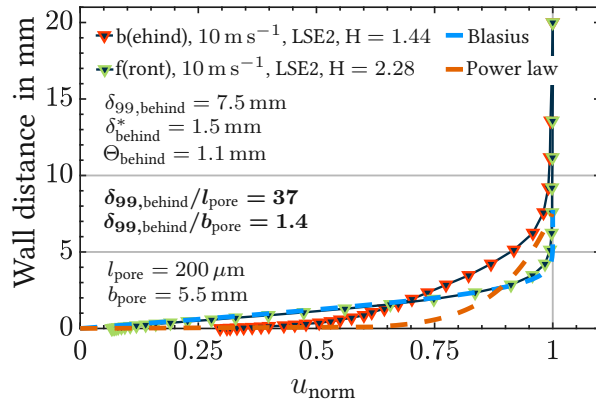 b(ehind), 10 m s⁻¹, LSE2, H = 1.44
Blasius
f(ront), 10 m s⁻¹, LSE2, H = 2.28
Power law
δ₉₉,behind = 7.5 mm
δ*behind = 1.5 mm
Θbehind = 1.1 mm
δ₉₉,behind/lpore = 37
δ₉₉,behind/bpore = 1.4
lpore = 200 μm
bpore = 5.5 mm
Wall distance in mm
20
15
10
5
0
0 0.25 0.5 0.75 1
unorm